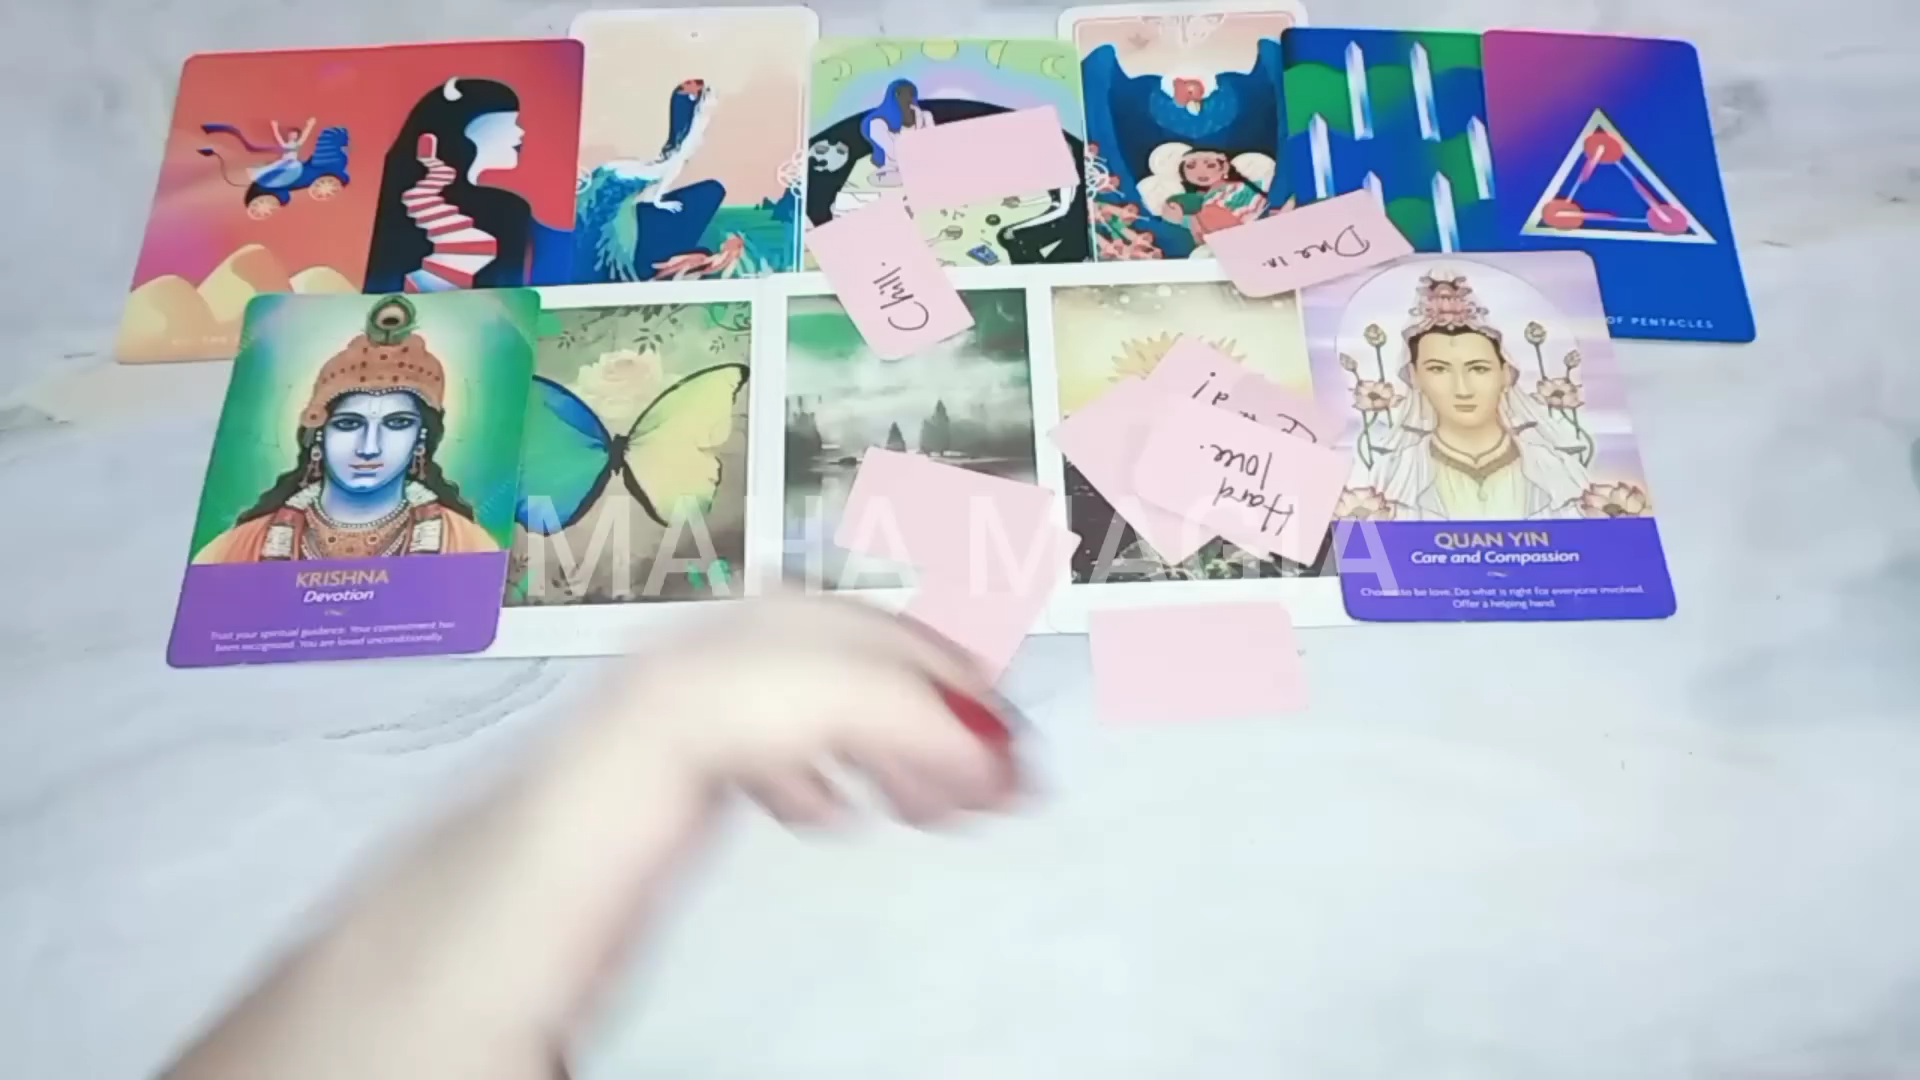 OF PENTACLES
Chill.
Dive in.
Hard
love.
KRISHNA
Devotion
Trust your spiritual guidance. Your commitment has
been recognized. You are loved unconditionally.
QUAN YIN
Care and Compassion
Choose to be love. Do what is right for everyone involved.
Offer a helping hand.
MAHA MAGIA